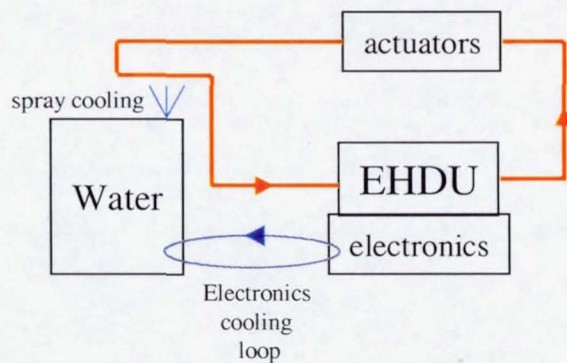 actuators
spray cooling
Water
EHDU
electronics
Electronics
cooling
loop